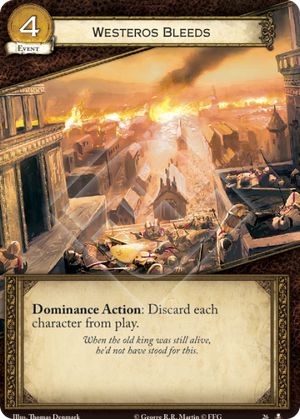 4
WESTEROS BLEEDS
EVENT
Dominance Action: Discard each
character from play.
When the old king was still alive,
he'd not have stood for this.
Illus. Thomas Denmark
© George R.R. Martin © FFG
26